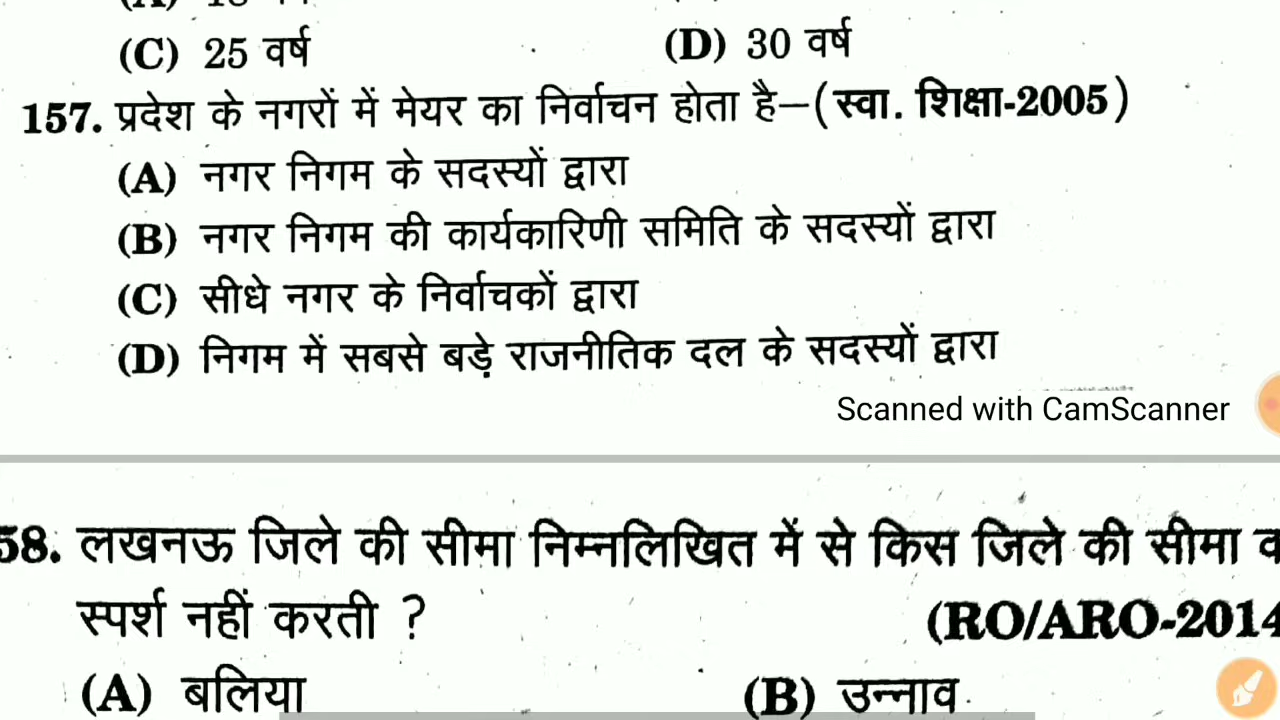 (C) 25 वर्ष (D) 30 वर्ष
157. प्रदेश के नगरों में मेयर का निर्वाचन होता है–(स्वा. शिक्षा-2005)
(A) नगर निगम के सदस्यों द्वारा
(B) नगर निगम की कार्यकारिणी समिति के सदस्यों द्वारा
(C) सीधे नगर के निर्वाचकों द्वारा
(D) निगम में सबसे बड़े राजनीतिक दल के सदस्यों द्वारा
Scanned with CamScanner
58. लखनऊ जिले की सीमा निम्नलिखित में से किस जिले की सीमा
स्पर्श नहीं करती ? (RO/ARO-2014
(A) बलिया (B) उन्नाव